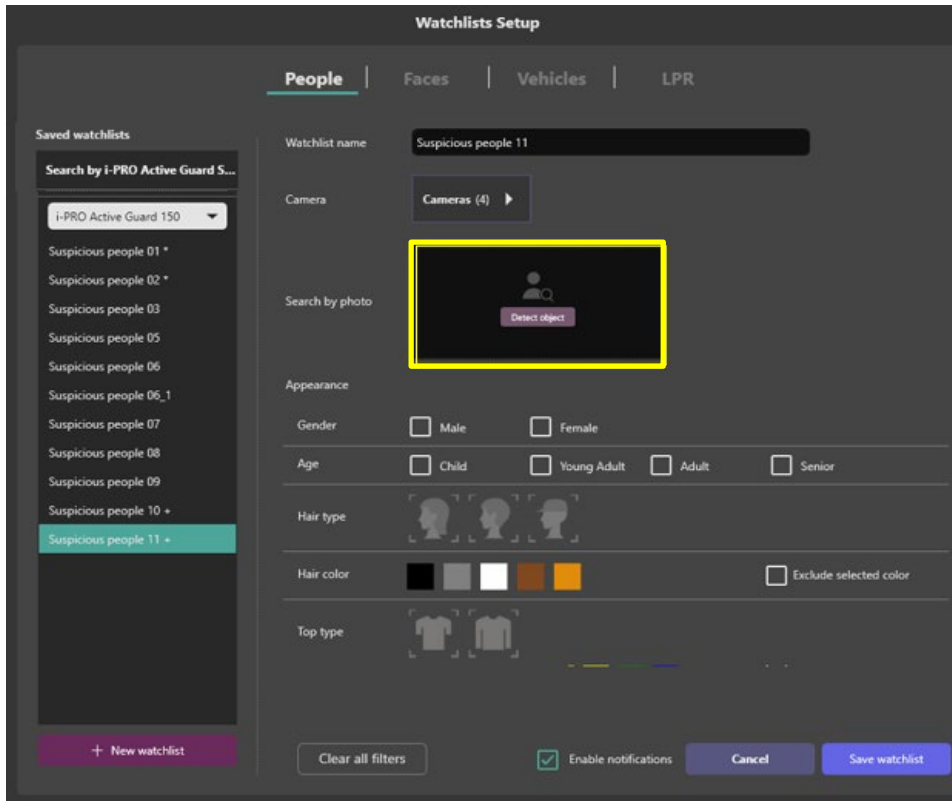 Watchlists Setup
People | Faces | Vehicles | LPR
Saved watchlists
Search by i-PRO Active Guard S...
i-PRO Active Guard 150
Suspicious people 01 *
Suspicious people 02 *
Suspicious people 03
Suspicious people 05
Suspicious people 06
Suspicious people 06_1
Suspicious people 07
Suspicious people 08
Suspicious people 09
Suspicious people 10 +
Suspicious people 11 +
+ New watchlist
Watchlist name Suspicious people 11
Camera Cameras (4)
Search by photo Detect object
Appearance
Gender Male Female
Age Child Young Adult Adult Senior
Hair type
Hair color Exclude selected color
Top type
Clear all filters Enable notifications Cancel Save watchlist